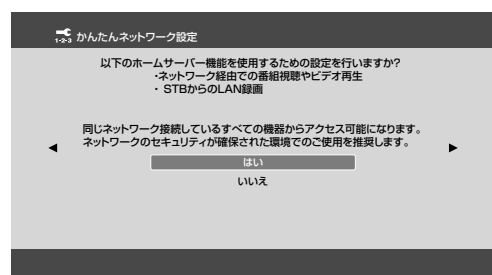 1-2-3 かんたんネットワーク設定
以下のホームサーバー機能を使用するための設定を行いますか?
・ネットワーク経由での番組視聴やビデオ再生
・ STBからのLAN録画
同じネットワーク接続しているすべての機器からアクセス可能になります。
ネットワークのセキュリティが確保された環境でのご使用を推奨します。
はい
いいえ